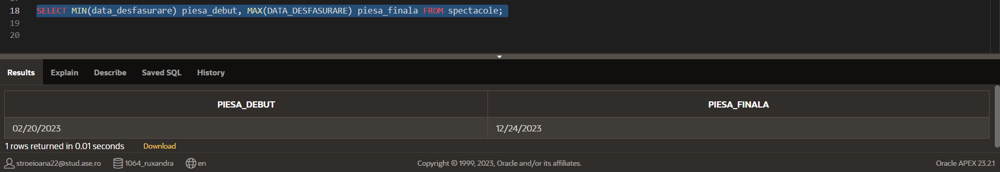 18 SELECT MIN(data_desfasurare) piesa_debut, MAX(DATA_DESFASURARE) piesa_finala FROM spectacole;
19
20
Results Explain Describe Saved SQL History
PIESA_DEBUT PIESA_FINALA
02/20/2023 12/24/2023
1 rows returned in 0.01 seconds Download
stroeioana22@stud.ase.ro 1064_ruxandra en Copyright © 1999, 2023, Oracle and/or its affiliates. Oracle APEX 23.2.1